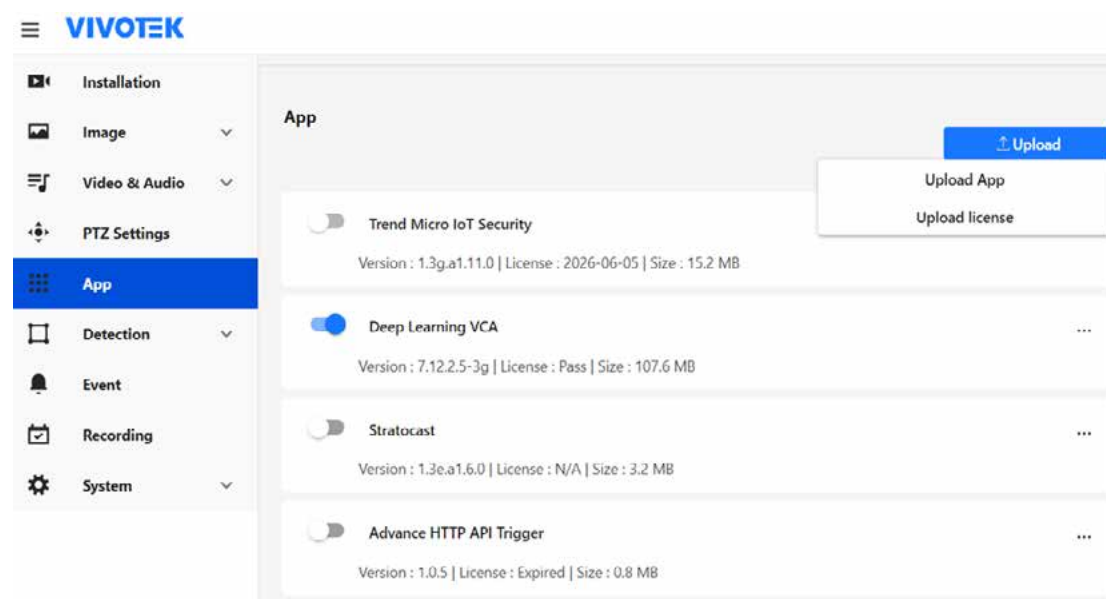 VIVOTEK
Installation
Image
Video & Audio
PTZ Settings
App
Detection
Event
Recording
System
App
Upload
Upload App
Upload license
Trend Micro IoT Security
Version : 1.3g.a1.11.0 | License : 2026-06-05 | Size : 15.2 MB
Deep Learning VCA
Version : 7.12.2.5-3g | License : Pass | Size : 107.6 MB
Stratocast
Version : 1.3e.a1.6.0 | License : N/A | Size : 3.2 MB
Advance HTTP API Trigger
Version : 1.0.5 | License : Expired | Size : 0.8 MB